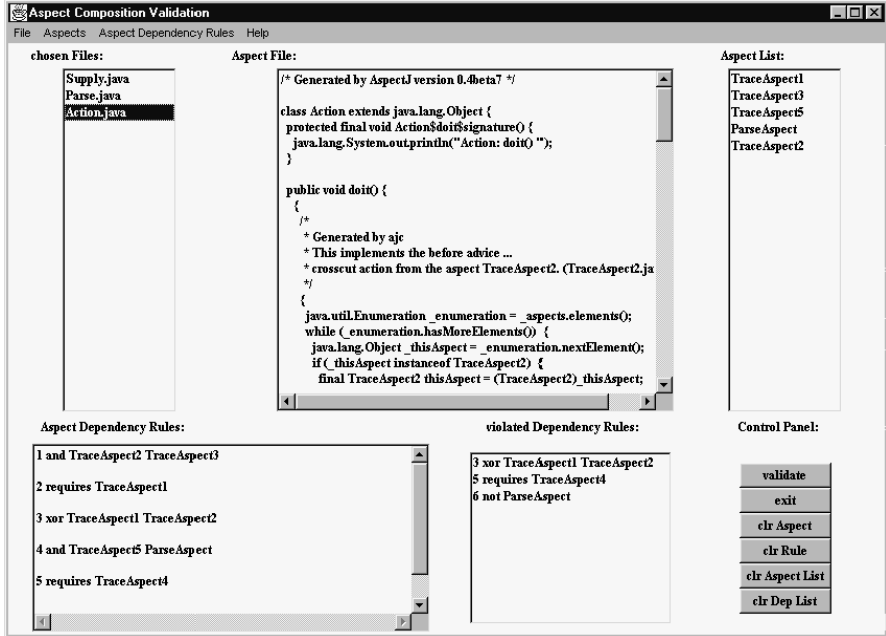 Aspect Composition Validation
File Aspects Aspect Dependency Rules Help
chosen Files:
Supply.java
Parse.java
Action.java
Aspect File:
/* Generated by AspectJ version 0.4beta7 */
class Action extends java.lang.Object {
protected final void Action$doit$signature() {
java.lang.System.out.println("Action: doit() ");
}
public void doit() {
{
/*
* Generated by ajc
* This implements the before advice ...
* crosscut action from the aspect TraceAspect2. (TraceAspect2.ja
*/
{
java.util.Enumeration _enumeration = _aspects.elements();
while (_enumeration.hasMoreElements()) {
java.lang.Object _thisAspect = _enumeration.nextElement();
if (_thisAspect instanceof TraceAspect2) {
final TraceAspect2 thisAspect = (TraceAspect2)_thisAspect;
Aspect List:
TraceAspect1
TraceAspect3
TraceAspect5
ParseAspect
TraceAspect2
Aspect Dependency Rules:
1 and TraceAspect2 TraceAspect3
2 requires TraceAspect1
3 xor TraceAspect1 TraceAspect2
4 and TraceAspect5 ParseAspect
5 requires TraceAspect4
violated Dependency Rules:
3 xor TraceAspect1 TraceAspect2
5 requires TraceAspect4
6 not ParseAspect
Control Panel:
validate
exit
clr Aspect
clr Rule
clr Aspect List
clr Dep List